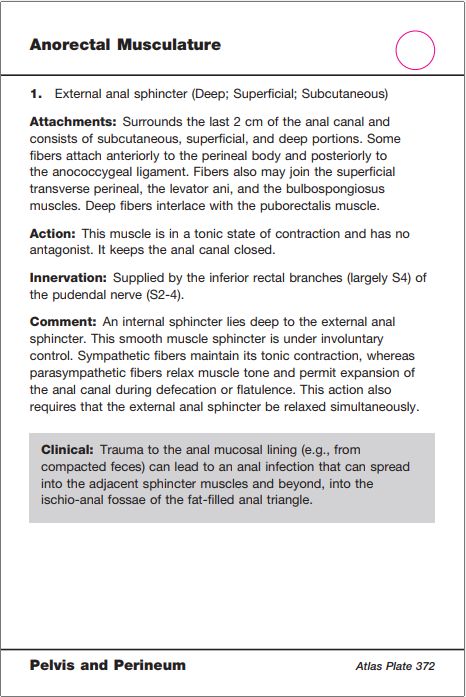 Anorectal Musculature
1. External anal sphincter (Deep; Superficial; Subcutaneous)
Attachments: Surrounds the last 2 cm of the anal canal and
consists of subcutaneous, superficial, and deep portions. Some
fibers attach anteriorly to the perineal body and posteriorly to
the anococcygeal ligament. Fibers also may join the superficial
transverse perineal, the levator ani, and the bulbospongiosus
muscles. Deep fibers interlace with the puborectalis muscle.
Action: This muscle is in a tonic state of contraction and has no
antagonist. It keeps the anal canal closed.
Innervation: Supplied by the inferior rectal branches (largely S4) of
the pudendal nerve (S2-4).
Comment: An internal sphincter lies deep to the external anal
sphincter. This smooth muscle sphincter is under involuntary
control. Sympathetic fibers maintain its tonic contraction, whereas
parasympathetic fibers relax muscle tone and permit expansion of
the anal canal during defecation or flatulence. This action also
requires that the external anal sphincter be relaxed simultaneously.
Clinical: Trauma to the anal mucosal lining (e.g., from
compacted feces) can lead to an anal infection that can spread
into the adjacent sphincter muscles and beyond, into the
ischio-anal fossae of the fat-filled anal triangle.
Pelvis and Perineum
Atlas Plate 372